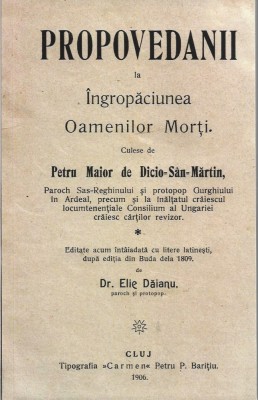 PROPOVEDANII
la
Îngropăciunea
Oamenilor Morţi.
Culese de
Petru Maior de Dicio-Sân-Mărtin,
Paroch Sas-Reghinului şi protopop Gurghiului
în Ardeal, precum şi la înălţatul crăiescul
locumtenenţiale Consilium al Ungariei
crăiesc cărţilor revizor.
*
Editate acum întâiadată cu litere latineşti,
după ediţia din Buda dela 1809.
de
Dr. Elie Dăianu.
paroch şi protopop.
CLUJ
Tipografia »Carmen« Petru P. Bariţiu.
1906.